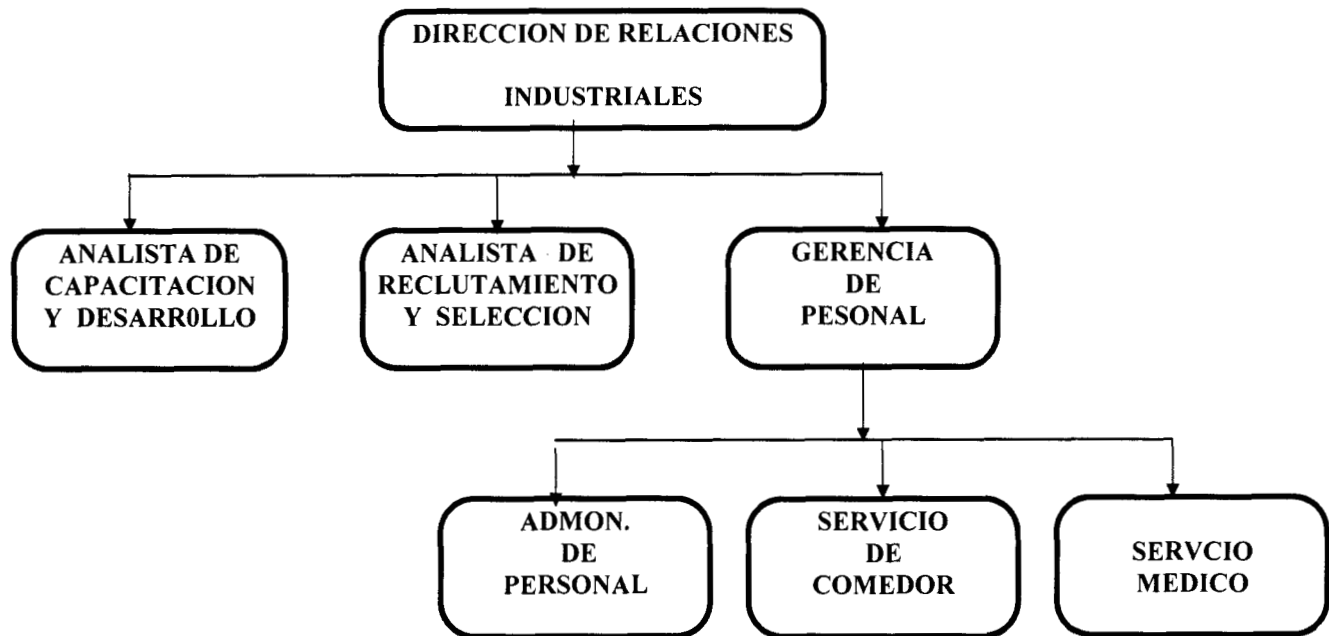 DIRECCION DE RELACIONES
INDUSTRIALES
ANALISTA DE
CAPACITACION
Y DESARR0LLO
ANALISTA DE
RECLUTAMIENTO
Y SELECCION
GERENCIA
DE
PESONAL
ADMON.
DE
PERSONAL
SERVICIO
DE
COMEDOR
SERVCIO
MEDICO